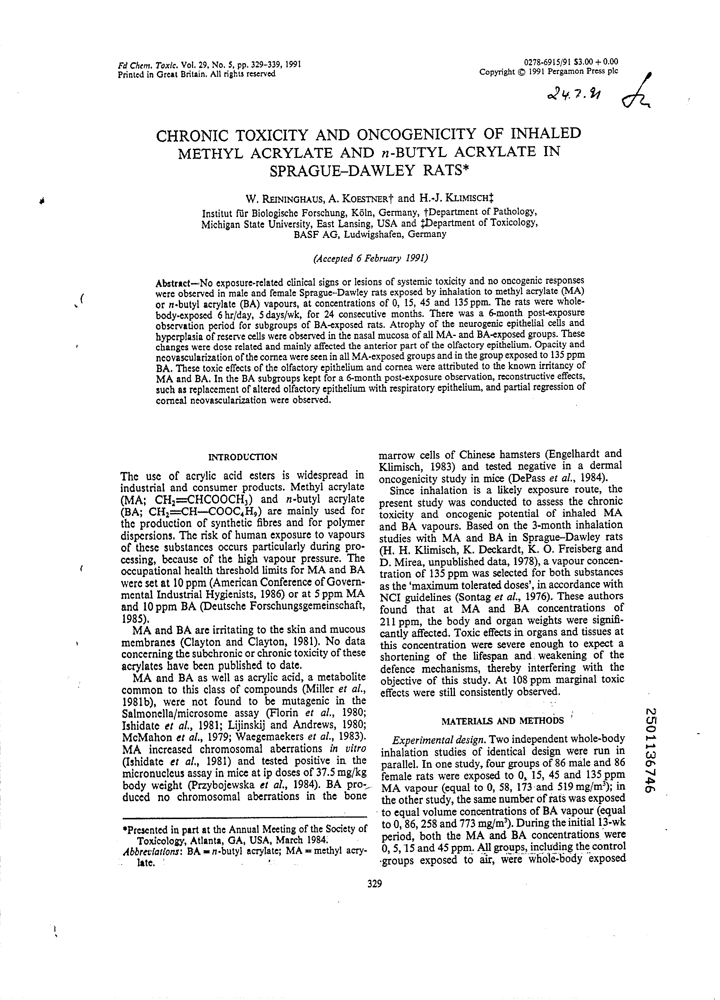 Fd Chem. Toxic. Vol. 29, No. 5, pp. 329–339, 1991
Printed in Great Britain. All rights reserved
0278-6915/91 $3.00 + 0.00
Copyright © 1991 Pergamon Press plc
24.7.91
CHRONIC TOXICITY AND ONCOGENICITY OF INHALED
METHYL ACRYLATE AND n-BUTYL ACRYLATE IN
SPRAGUE–DAWLEY RATS*
W. REININGHAUS, A. KOESTNER† and H.-J. KLIMISCH‡
Institut für Biologische Forschung, Köln, Germany, †Department of Pathology,
Michigan State University, East Lansing, USA and ‡Department of Toxicology,
BASF AG, Ludwigshafen, Germany
(Accepted 6 February 1991)
Abstract—No exposure-related clinical signs or lesions of systemic toxicity and no oncogenic responses
were observed in male and female Sprague–Dawley rats exposed by inhalation to methyl acrylate (MA)
or n-butyl acrylate (BA) vapours, at concentrations of 0, 15, 45 and 135 ppm. The rats were whole-
body-exposed 6 hr/day, 5 days/wk, for 24 consecutive months. There was a 6-month post-exposure
observation period for subgroups of BA-exposed rats. Atrophy of the neurogenic epithelial cells and
hyperplasia of reserve cells were observed in the nasal mucosa of all MA- and BA-exposed groups. These
changes were dose related and mainly affected the anterior part of the olfactory epithelium. Opacity and
neovascularization of the cornea were seen in all MA-exposed groups and in the group exposed to 135 ppm
BA. These toxic effects of the olfactory epithelium and cornea were attributed to the known irritancy of
MA and BA. In the BA subgroups kept for a 6-month post-exposure observation, reconstructive effects,
such as replacement of altered olfactory epithelium with respiratory epithelium, and partial regression of
corneal neovascularization were observed.
INTRODUCTION
The use of acrylic acid esters is widespread in
industrial and consumer products. Methyl acrylate
(MA; CH₂=CHCOOCH₃) and n-butyl acrylate
(BA; CH₂=CH—COOC₄H₉) are mainly used for
the production of synthetic fibres and for polymer
dispersions. The risk of human exposure to vapours
of these substances occurs particularly during pro-
cessing, because of the high vapour pressure. The
occupational health threshold limits for MA and BA
were set at 10 ppm (American Conference of Govern-
mental Industrial Hygienists, 1986) or at 5 ppm MA
and 10 ppm BA (Deutsche Forschungsgemeinschaft,
1985).
MA and BA are irritating to the skin and mucous
membranes (Clayton and Clayton, 1981). No data
concerning the subchronic or chronic toxicity of these
acrylates have been published to date.
MA and BA as well as acrylic acid, a metabolite
common to this class of compounds (Miller et al.,
1981b), were not found to be mutagenic in the
Salmonella/microsome assay (Florin et al., 1980;
Ishidate et al., 1981; Lijinskij and Andrews, 1980;
McMahon et al., 1979; Waegemaekers et al., 1983).
MA increased chromosomal aberrations in vitro
(Ishidate et al., 1981) and tested positive in the
micronucleus assay in mice at ip doses of 37.5 mg/kg
body weight (Przybojewska et al., 1984). BA pro-
duced no chromosomal aberrations in the bone
*Presented in part at the Annual Meeting of the Society of
Toxicology, Atlanta, GA, USA, March 1984.
Abbreviations: BA = n-butyl acrylate; MA = methyl acry-
late.
marrow cells of Chinese hamsters (Engelhardt and
Klimisch, 1983) and tested negative in a dermal
oncogenicity study in mice (DePass et al., 1984).
Since inhalation is a likely exposure route, the
present study was conducted to assess the chronic
toxicity and oncogenic potential of inhaled MA
and BA vapours. Based on the 3-month inhalation
studies with MA and BA in Sprague–Dawley rats
(H. H. Klimisch, K. Deckardt, K. O. Freisberg and
D. Mirea, unpublished data, 1978), a vapour concen-
tration of 135 ppm was selected for both substances
as the 'maximum tolerated doses', in accordance with
NCI guidelines (Sontag et al., 1976). These authors
found that at MA and BA concentrations of
211 ppm, the body and organ weights were signifi-
cantly affected. Toxic effects in organs and tissues at
this concentration were severe enough to expect a
shortening of the lifespan and weakening of the
defence mechanisms, thereby interfering with the
objective of this study. At 108 ppm marginal toxic
effects were still consistently observed.
MATERIALS AND METHODS
Experimental design. Two independent whole-body
inhalation studies of identical design were run in
parallel. In one study, four groups of 86 male and 86
female rats were exposed to 0, 15, 45 and 135 ppm
MA vapour (equal to 0, 58, 173 and 519 mg/m³); in
the other study, the same number of rats was exposed
to equal volume concentrations of BA vapour (equal
to 0, 86, 258 and 773 mg/m³). During the initial 13-wk
period, both the MA and BA concentrations were
0, 5, 15 and 45 ppm. All groups, including the control
groups exposed to air, were whole-body exposed
329
2501136746